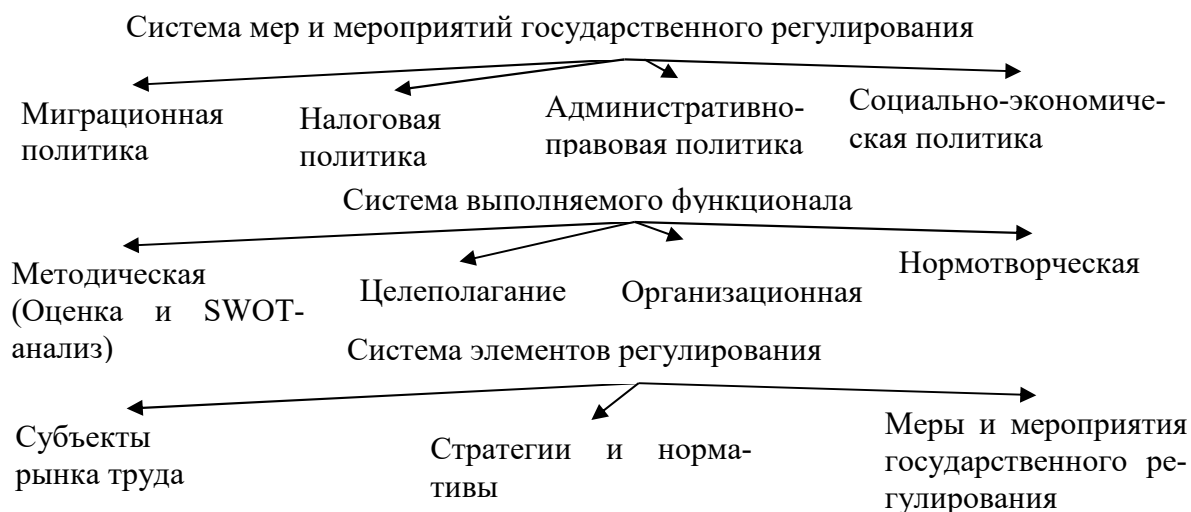 Система мер и мероприятий государственного регулирования
Миграционная
политика
Налоговая
политика
Административно-
правовая политика
Социально-экономиче-
ская политика
Система выполняемого функционала
Методическая
(Оценка и SWOT-
анализ)
Целеполагание
Организационная
Нормотворческая
Система элементов регулирования
Субъекты
рынка труда
Стратегии и норма-
тивы
Меры и мероприятия
государственного ре-
гулирования